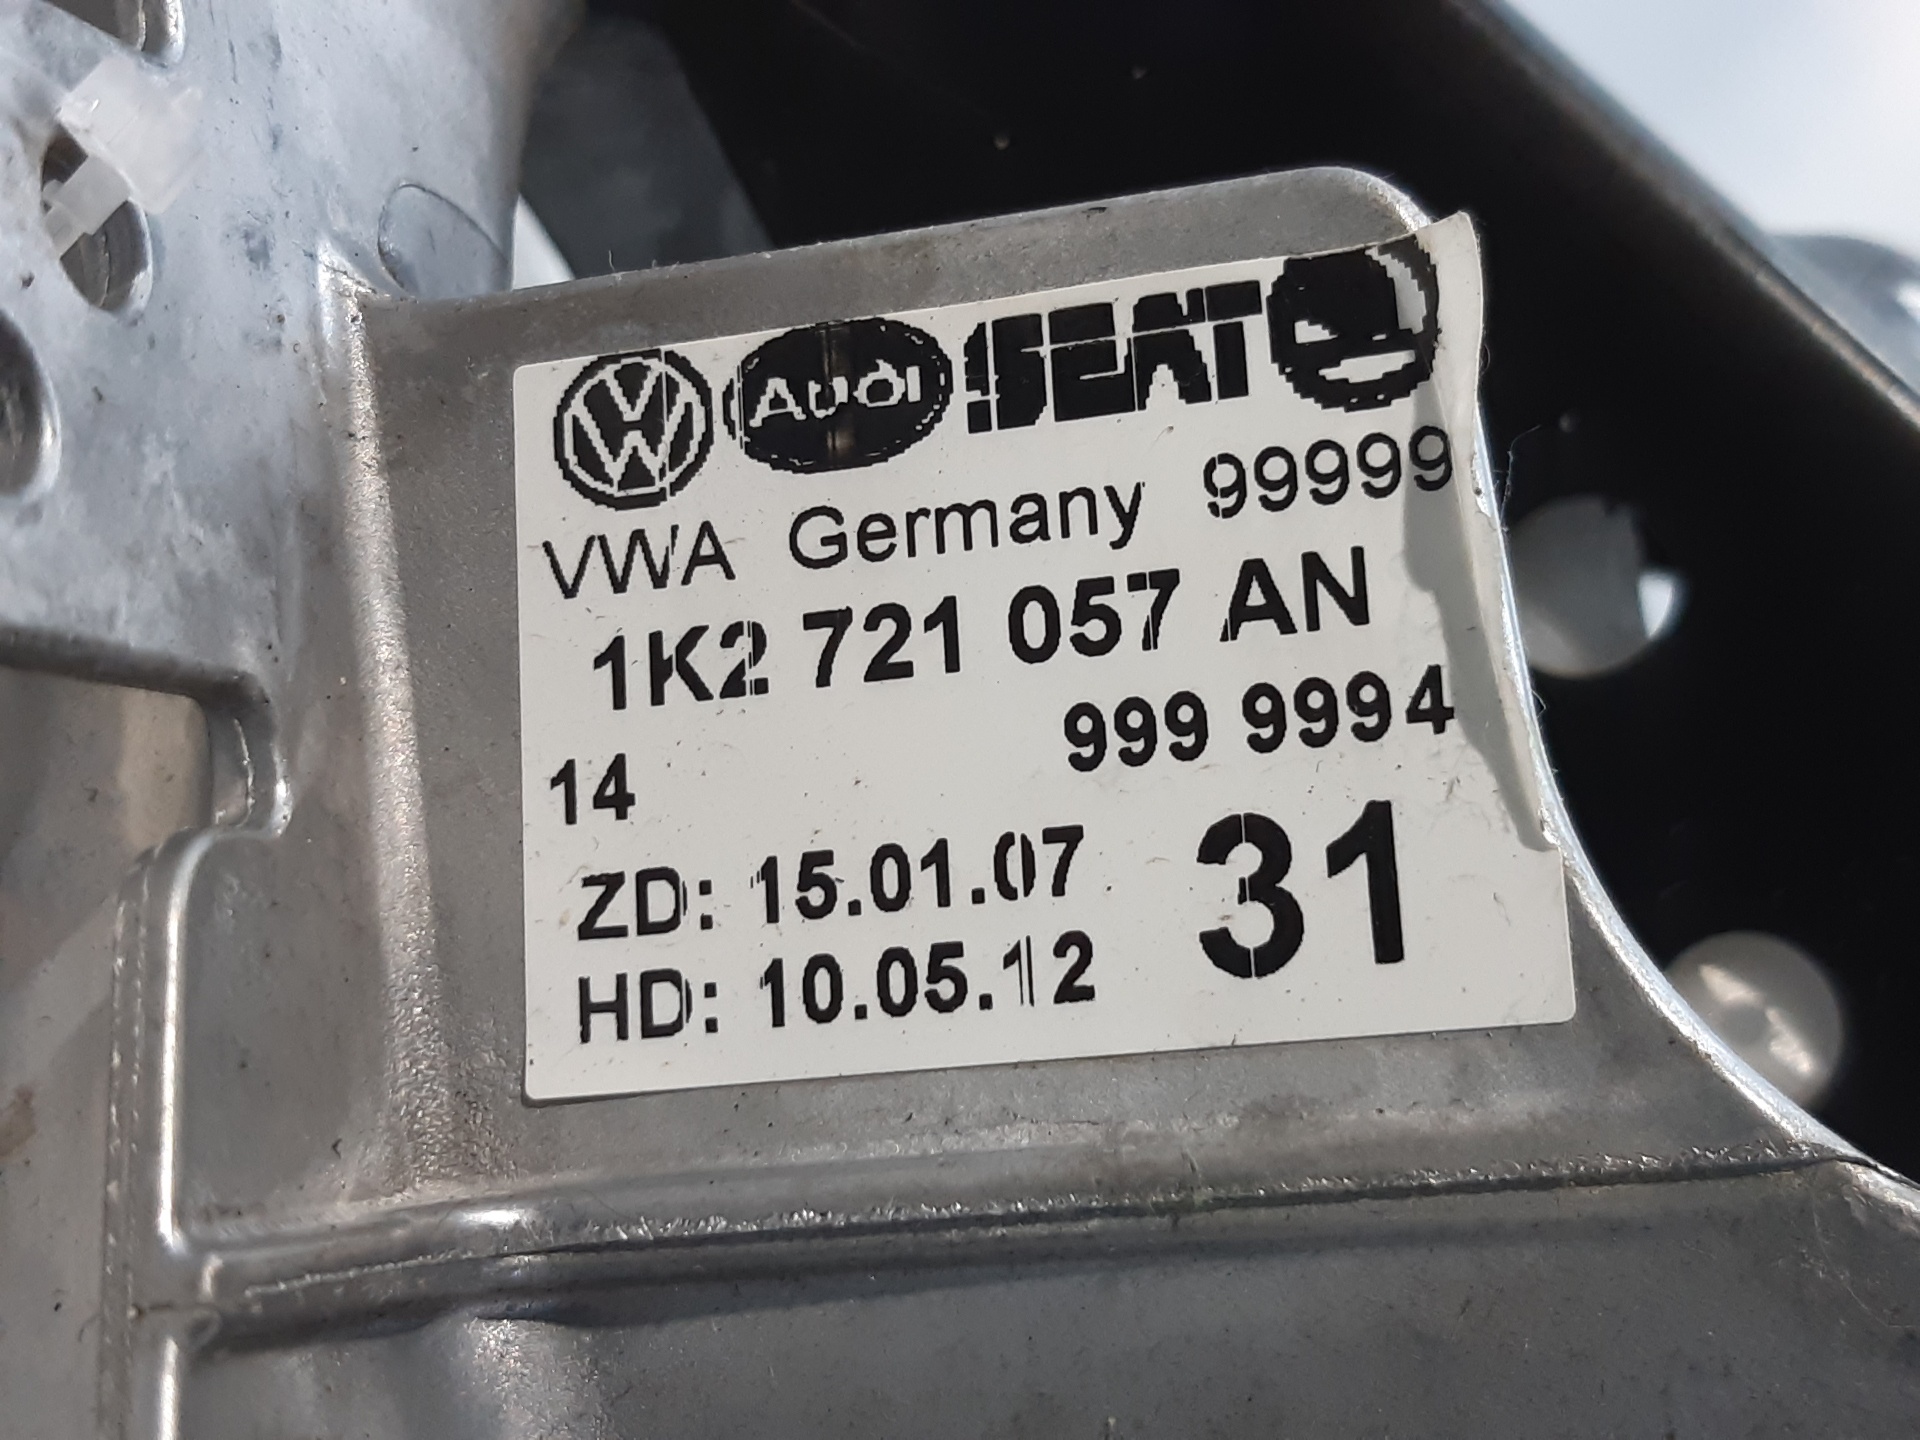 VW AUDI SEAT
VWA Germany 99999
1K2 721 057 AN
999 9994
14
ZD: 15.01.07
31
HD: 10.05.12